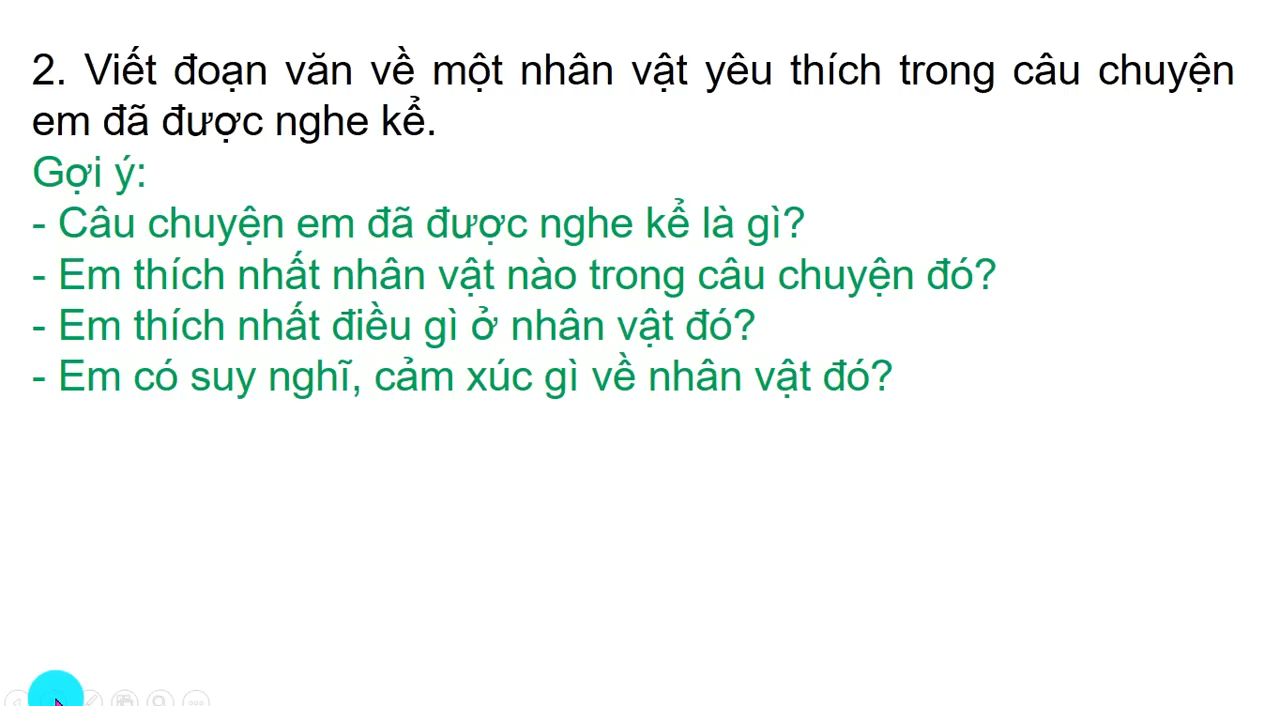 2. Viết đoạn văn về một nhân vật yêu thích trong câu chuyện
em đã được nghe kể.
Gợi ý:
- Câu chuyện em đã được nghe kể là gì?
- Em thích nhất nhân vật nào trong câu chuyện đó?
- Em thích nhất điều gì ở nhân vật đó?
- Em có suy nghĩ, cảm xúc gì về nhân vật đó?